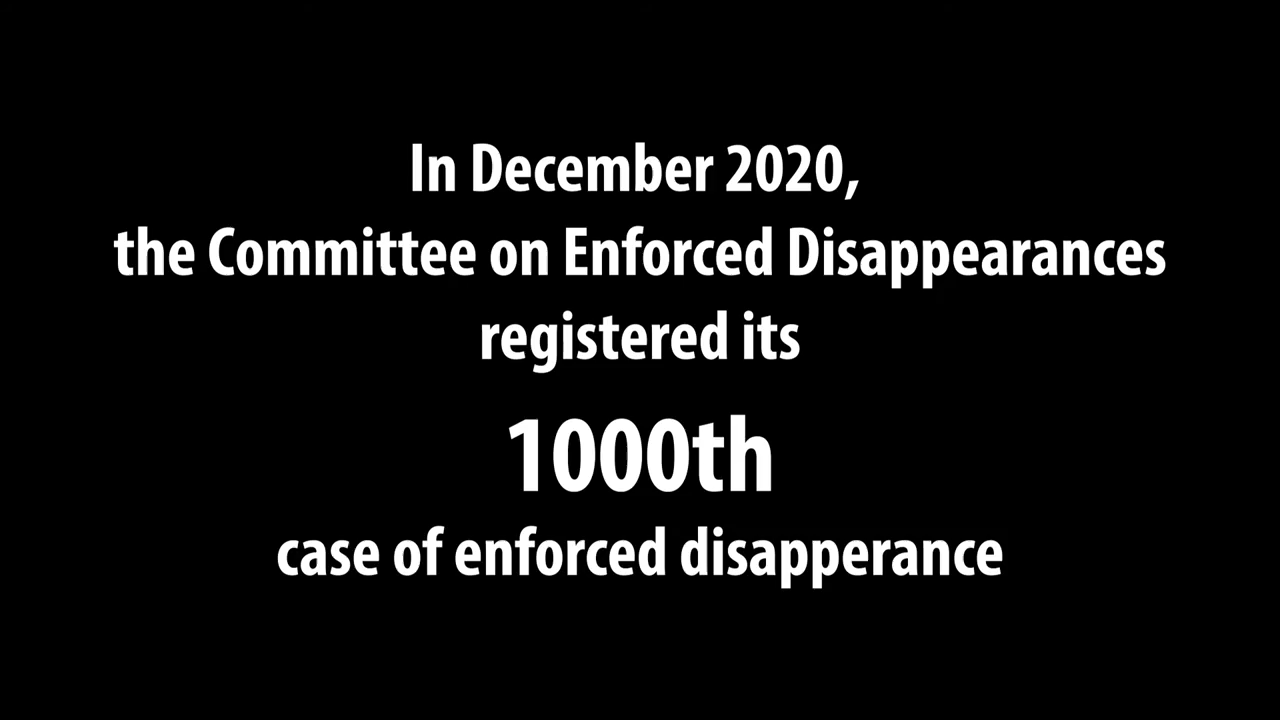 In December 2020,
the Committee on Enforced Disappearances
registered its
1000th
case of enforced disapperance